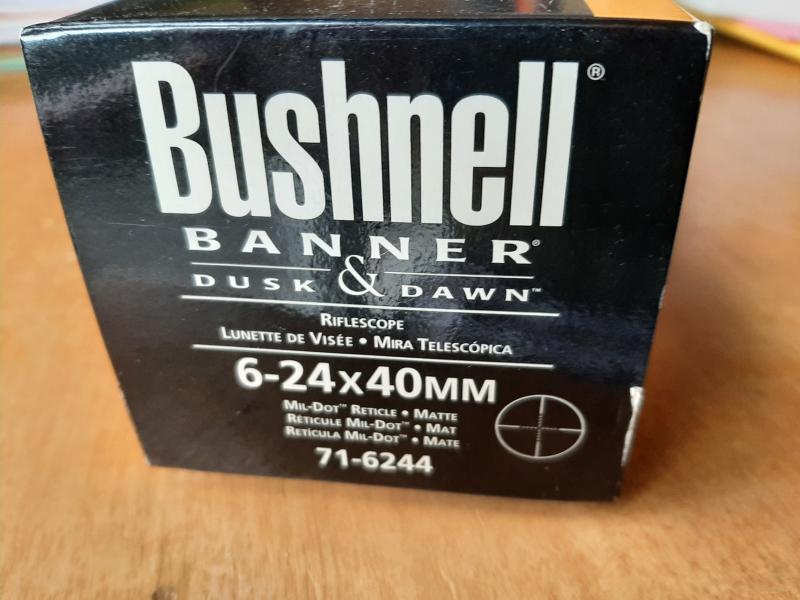 Bushnell®
BANNER®
DUSK & DAWN™
RIFLESCOPE
LUNETTE DE VISÉE • MIRA TELESCÓPICA
6-24x40MM
MIL-DOT™ RETICLE • MATTE
RÉTICULE MIL-DOT™ • MAT
RETÍCULA MIL-DOT™ • MATE
71-6244